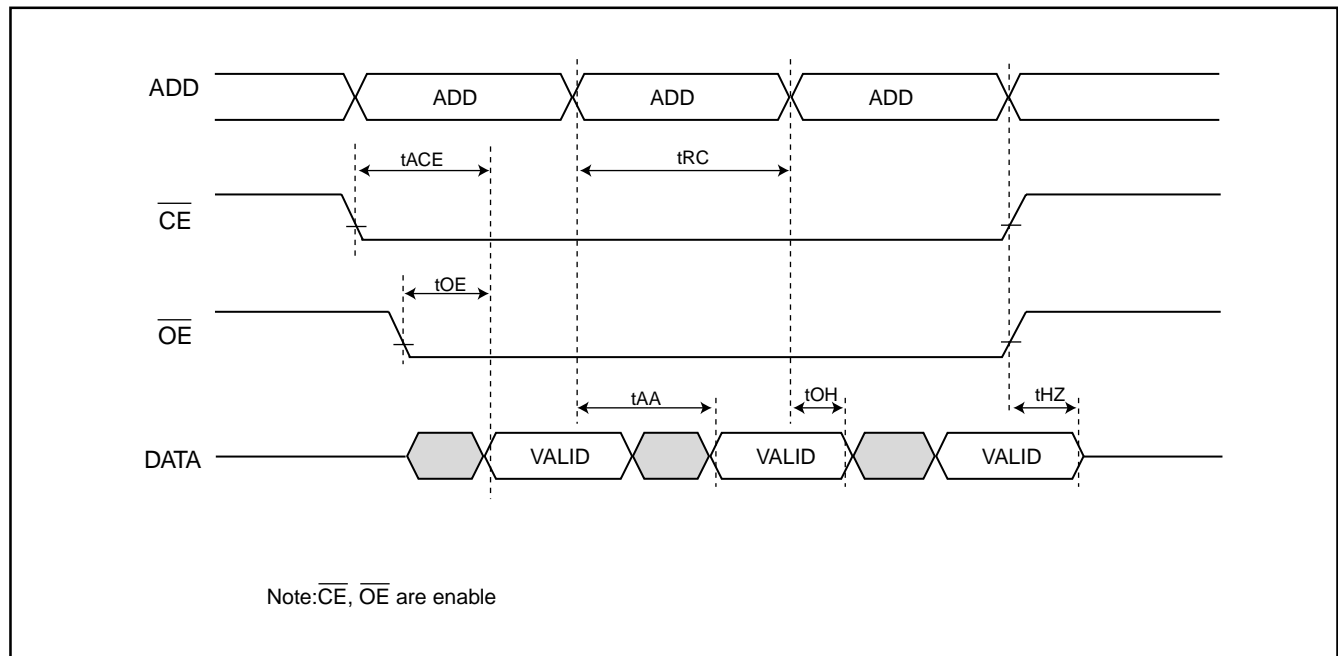 ADD ADD ADD ADD
tACE tRC
CE
tOE
OE
tAA tOH tHZ
DATA VALID VALID VALID
Note:CE, OE are enable